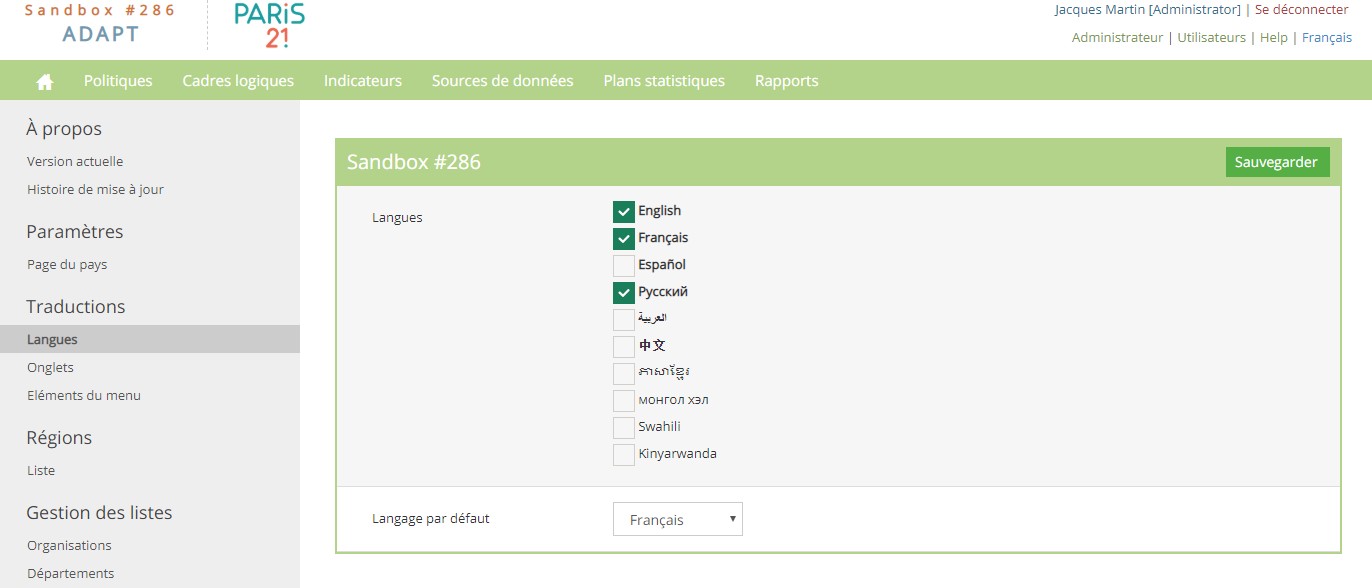 Sandbox #286
ADAPT
PARiS
21!
Jacques Martin [Administrator] | Se déconnecter
Administrateur | Utilisateurs | Help | Français
Politiques Cadres logiques Indicateurs Sources de données Plans statistiques Rapports
À propos
Version actuelle
Histoire de mise à jour
Paramètres
Page du pays
Traductions
Langues
Onglets
Eléments du menu
Régions
Liste
Gestion des listes
Organisations
Départements
Sandbox #286 Sauvegarder
Langues
English
Français
Español
Русский
العربية
中文
ភាសាខ្មែរ
монгол хэл
Swahili
Kinyarwanda
Langage par défaut Français